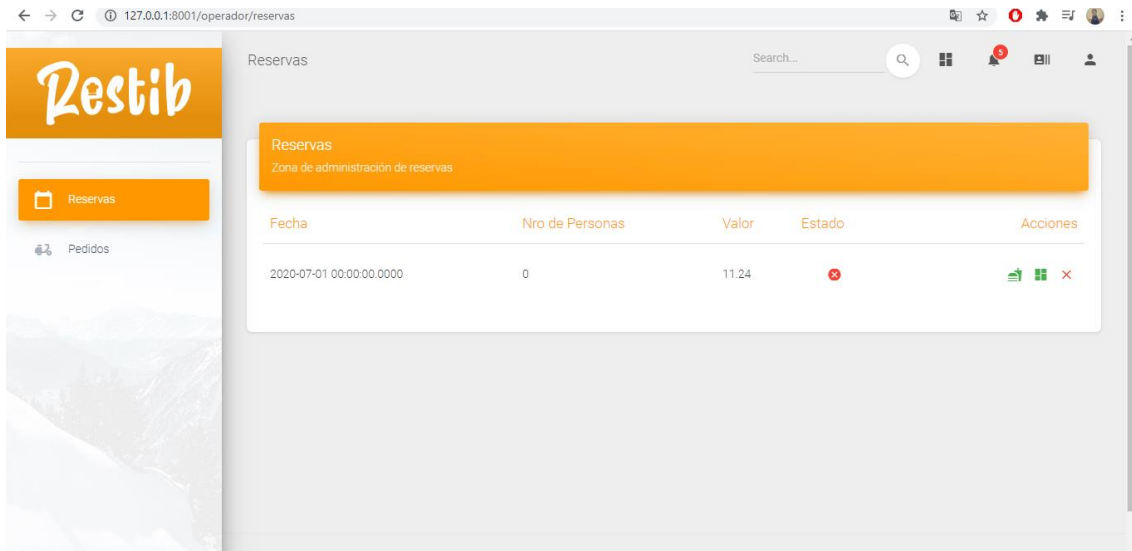 127.0.0.1:8001/operador/reservas
Restib
Reservas
Search...
5
Reservas
Pedidos
Reservas
Zona de administración de reservas
Fecha Nro de Personas Valor Estado Acciones
2020-07-01 00:00:00.0000 0 11.24